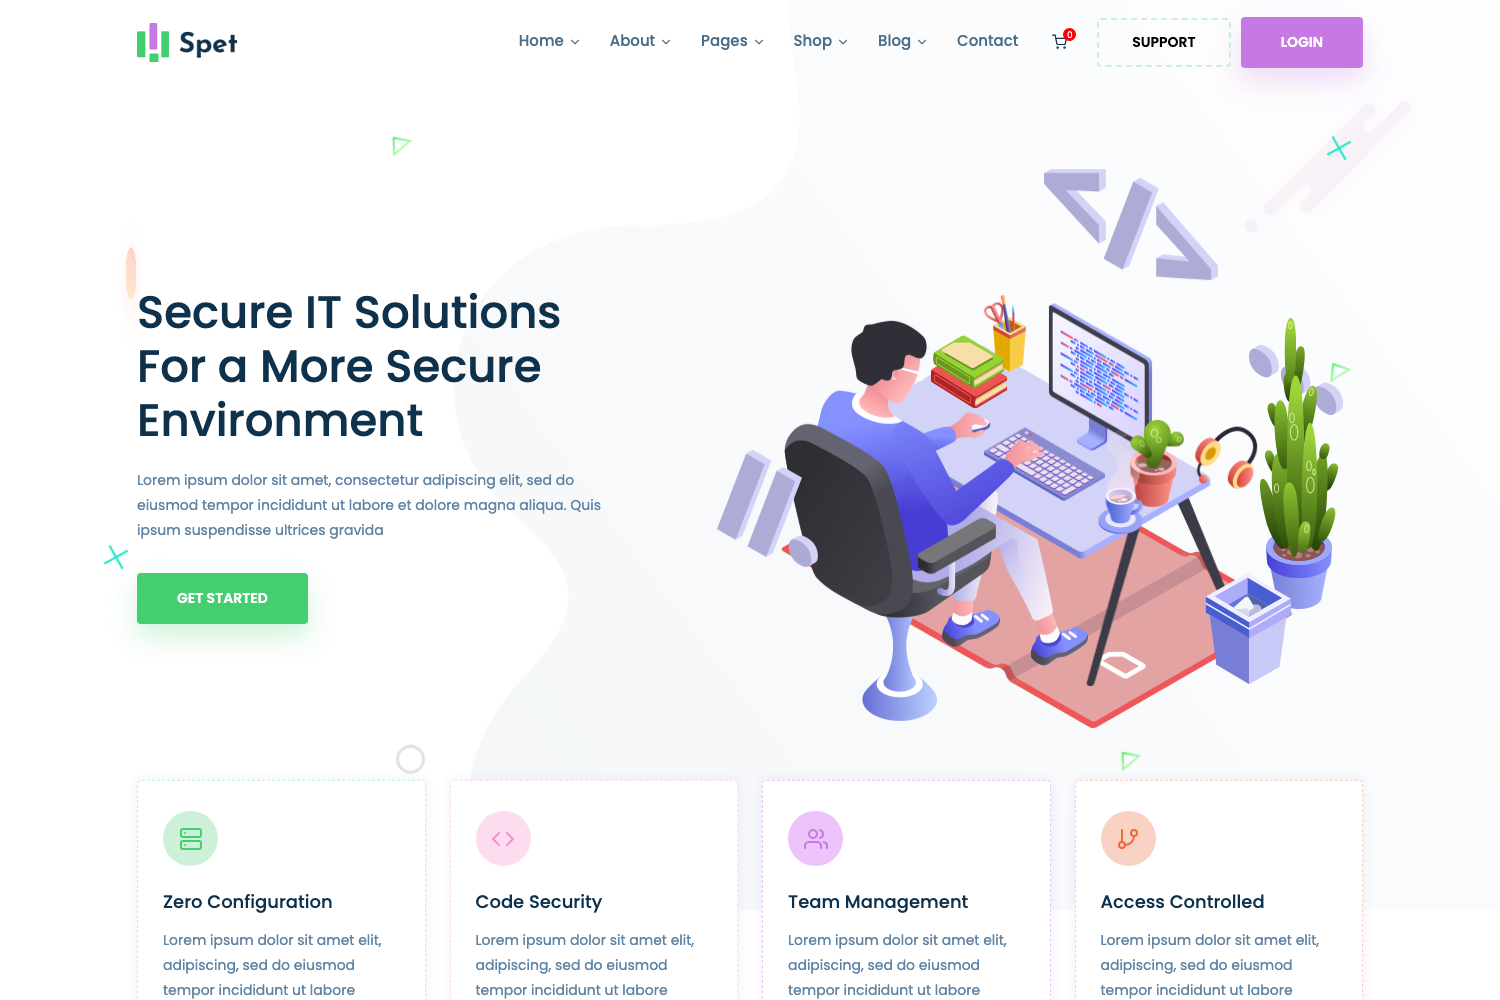 Spet
Home
About
Pages
Shop
Blog
Contact
0
SUPPORT
LOGIN
Secure IT Solutions
For a More Secure
Environment
Lorem ipsum dolor sit amet, consectetur adipiscing elit, sed do
eiusmod tempor incididunt ut labore et dolore magna aliqua. Quis
ipsum suspendisse ultrices gravida
GET STARTED
Zero Configuration
Lorem ipsum dolor sit amet elit,
adipiscing, sed do eiusmod
tempor incididunt ut labore
Code Security
Lorem ipsum dolor sit amet elit,
adipiscing, sed do eiusmod
tempor incididunt ut labore
Team Management
Lorem ipsum dolor sit amet elit,
adipiscing, sed do eiusmod
tempor incididunt ut labore
Access Controlled
Lorem ipsum dolor sit amet elit,
adipiscing, sed do eiusmod
tempor incididunt ut labore